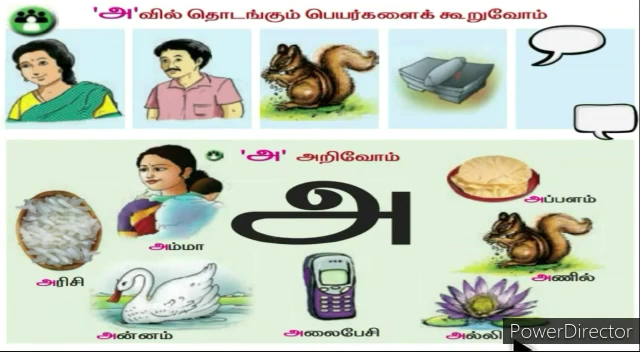 'அ'வில் தொடங்கும் பெயர்களைக் கூறுவோம்
'அ' அறிவோம்
அ
அப்பளம்
அம்மா
அணில்
அரிசி
அன்னம்
அலைபேசி
அல்லி
PowerDirector